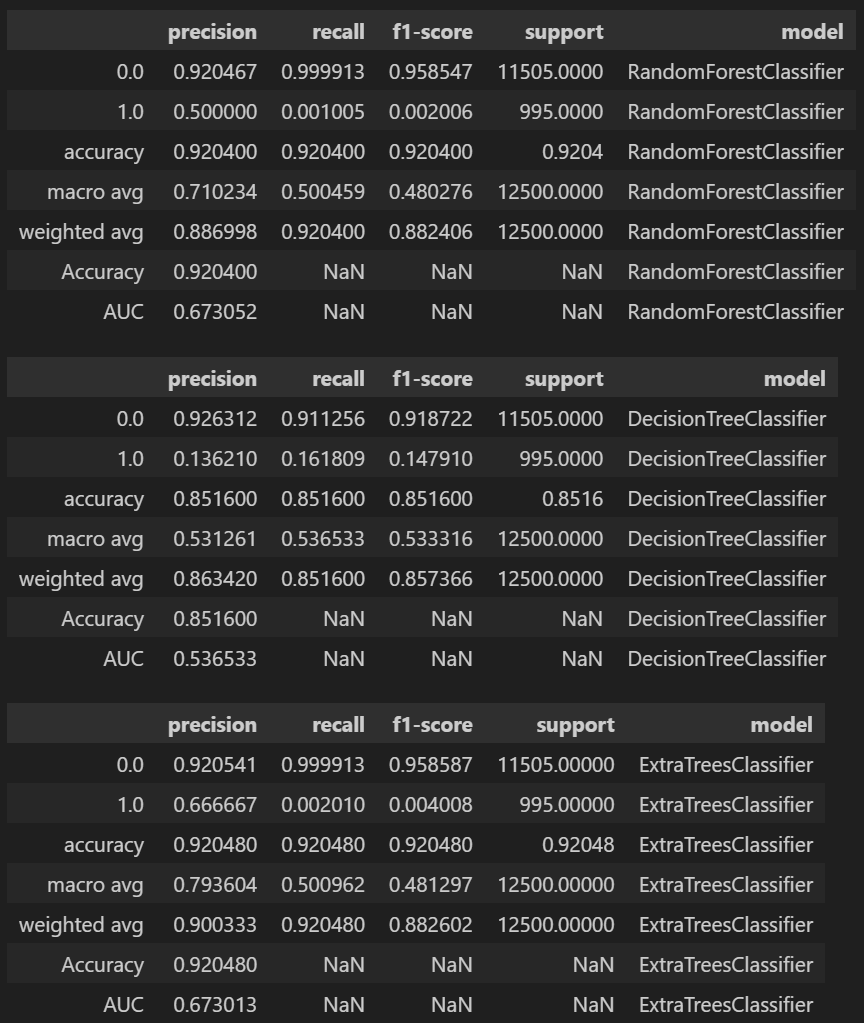 precision recall f1-score support model
0.0 0.920467 0.999913 0.958547 11505.0000 RandomForestClassifier
1.0 0.500000 0.001005 0.002006 995.0000 RandomForestClassifier
accuracy 0.920400 0.920400 0.920400 0.9204 RandomForestClassifier
macro avg 0.710234 0.500459 0.480276 12500.0000 RandomForestClassifier
weighted avg 0.886998 0.920400 0.882406 12500.0000 RandomForestClassifier
Accuracy 0.920400 NaN NaN NaN RandomForestClassifier
AUC 0.673052 NaN NaN NaN RandomForestClassifier
precision recall f1-score support model
0.0 0.926312 0.911256 0.918722 11505.0000 DecisionTreeClassifier
1.0 0.136210 0.161809 0.147910 995.0000 DecisionTreeClassifier
accuracy 0.851600 0.851600 0.851600 0.8516 DecisionTreeClassifier
macro avg 0.531261 0.536533 0.533316 12500.0000 DecisionTreeClassifier
weighted avg 0.863420 0.851600 0.857366 12500.0000 DecisionTreeClassifier
Accuracy 0.851600 NaN NaN NaN DecisionTreeClassifier
AUC 0.536533 NaN NaN NaN DecisionTreeClassifier
precision recall f1-score support model
0.0 0.920541 0.999913 0.958587 11505.00000 ExtraTreesClassifier
1.0 0.666667 0.002010 0.004008 995.00000 ExtraTreesClassifier
accuracy 0.920480 0.920480 0.920480 0.92048 ExtraTreesClassifier
macro avg 0.793604 0.500962 0.481297 12500.00000 ExtraTreesClassifier
weighted avg 0.900333 0.920480 0.882602 12500.00000 ExtraTreesClassifier
Accuracy 0.920480 NaN NaN NaN ExtraTreesClassifier
AUC 0.673013 NaN NaN NaN ExtraTreesClassifier